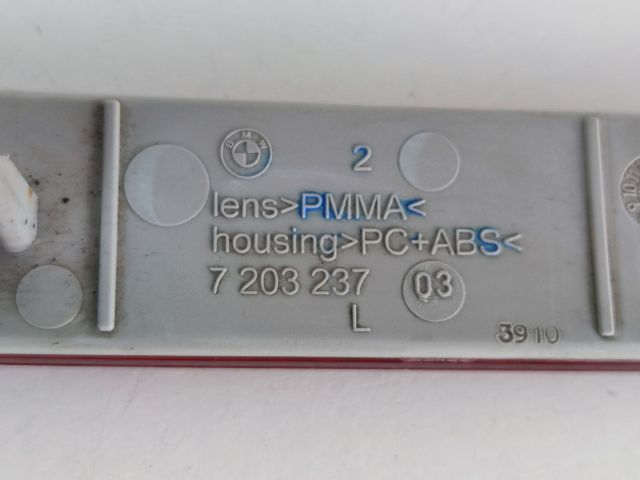 BMW
2
lens>PMMA<
housing>PC+ABS<
7 203 237 03
L
3910